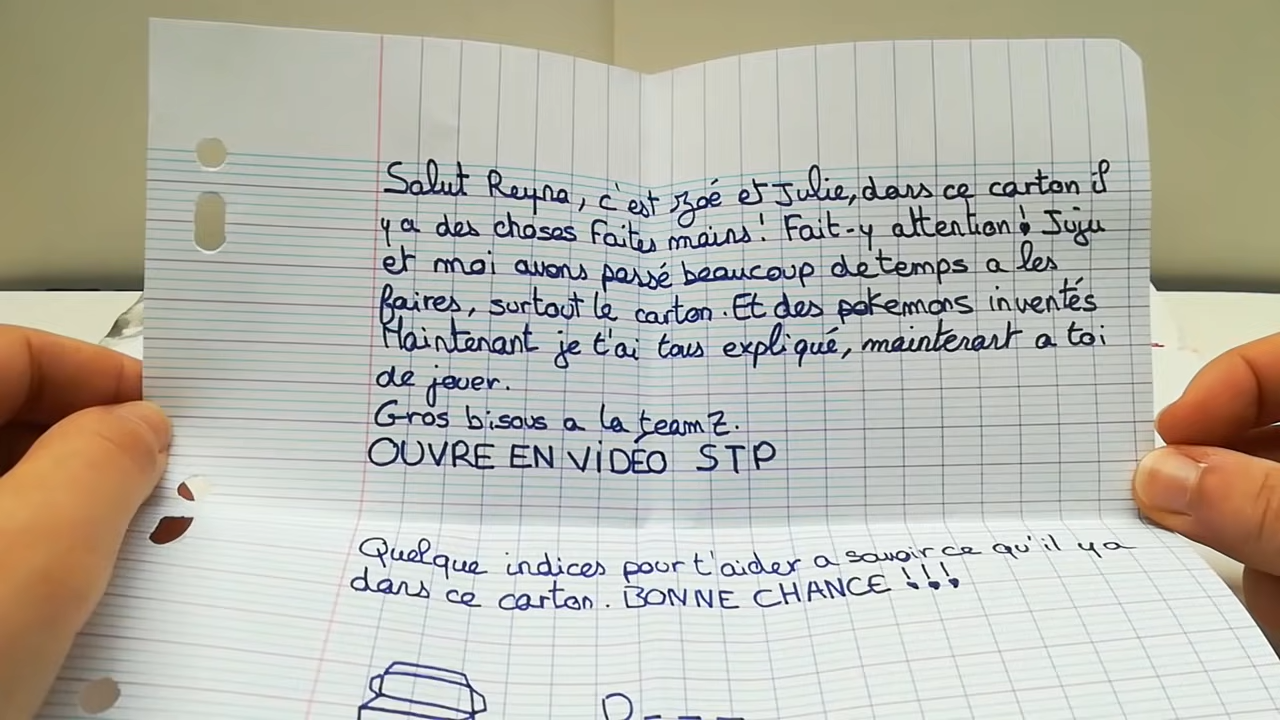 Salut Reyna, c'est Zoé et Julie, dans ce carton il
y a des choses faites mains! Fait-y attention! Juju
et moi avons passé beaucoup de temps a les
faires, surtout le carton. Et des pokemons inventés
Maintenant je t'ai tous expliqué, maintenant a toi
de jouer.
Gros bisous a la team Z.
OUVRE EN VIDÉO STP
Quelque indices pour t'aider a savoir ce qu'il y a
dans ce carton. BONNE CHANCE !!!